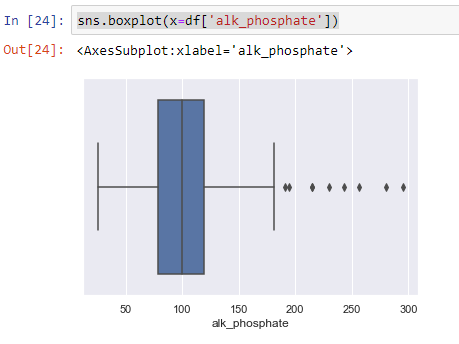 In [24]: sns.boxplot(x=df['alk_phosphate'])
Out[24]: <AxesSubplot:xlabel='alk_phosphate'>
50 100 150 200 250 300
alk_phosphate